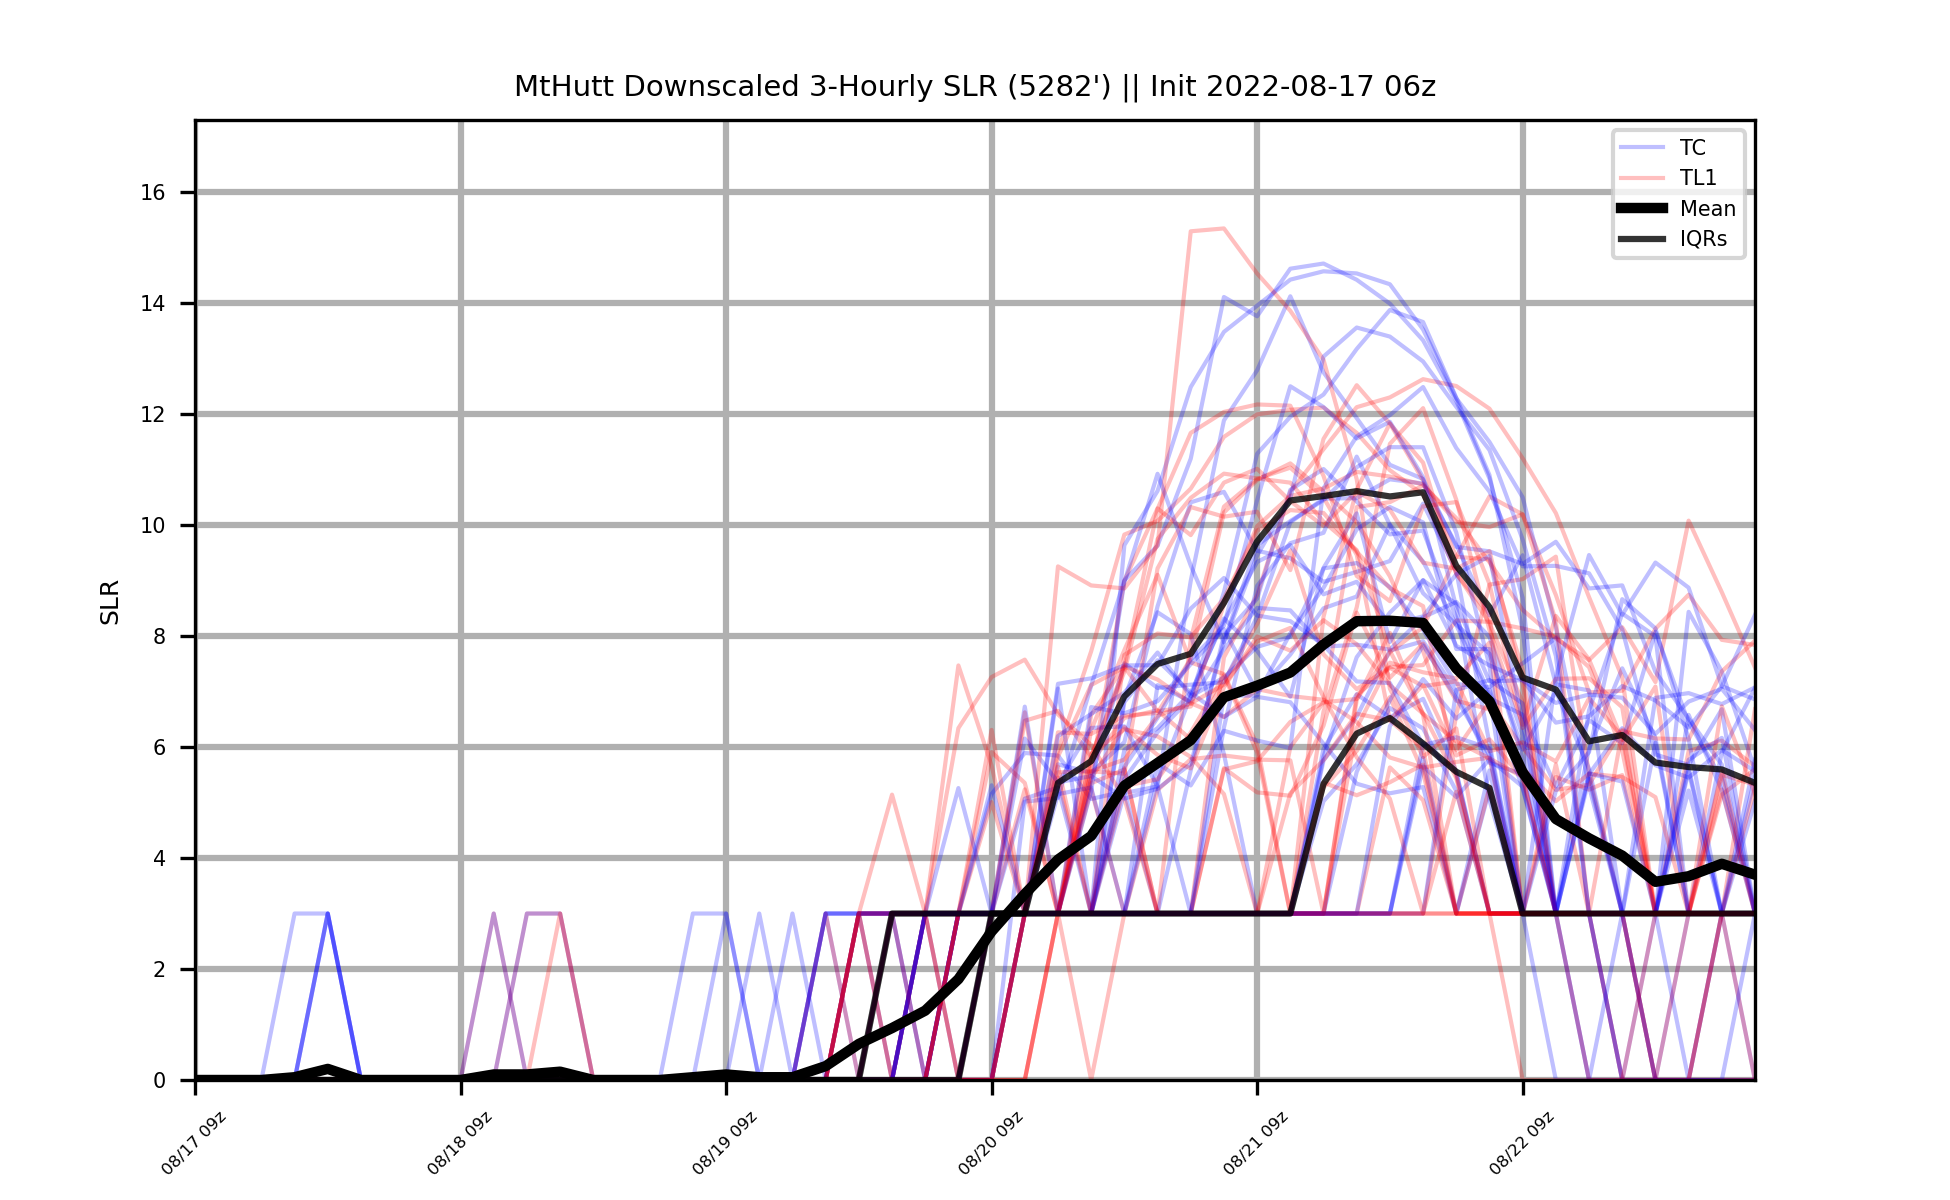 MtHutt Downscaled 3-Hourly SLR (5282') || Init 2022-08-17 06z
TC
TL1
Mean
IQRs
SLR
16
14
12
10
8
6
4
2
0
08/17 09z
08/18 09z
08/19 09z
08/20 09z
08/21 09z
08/22 09z